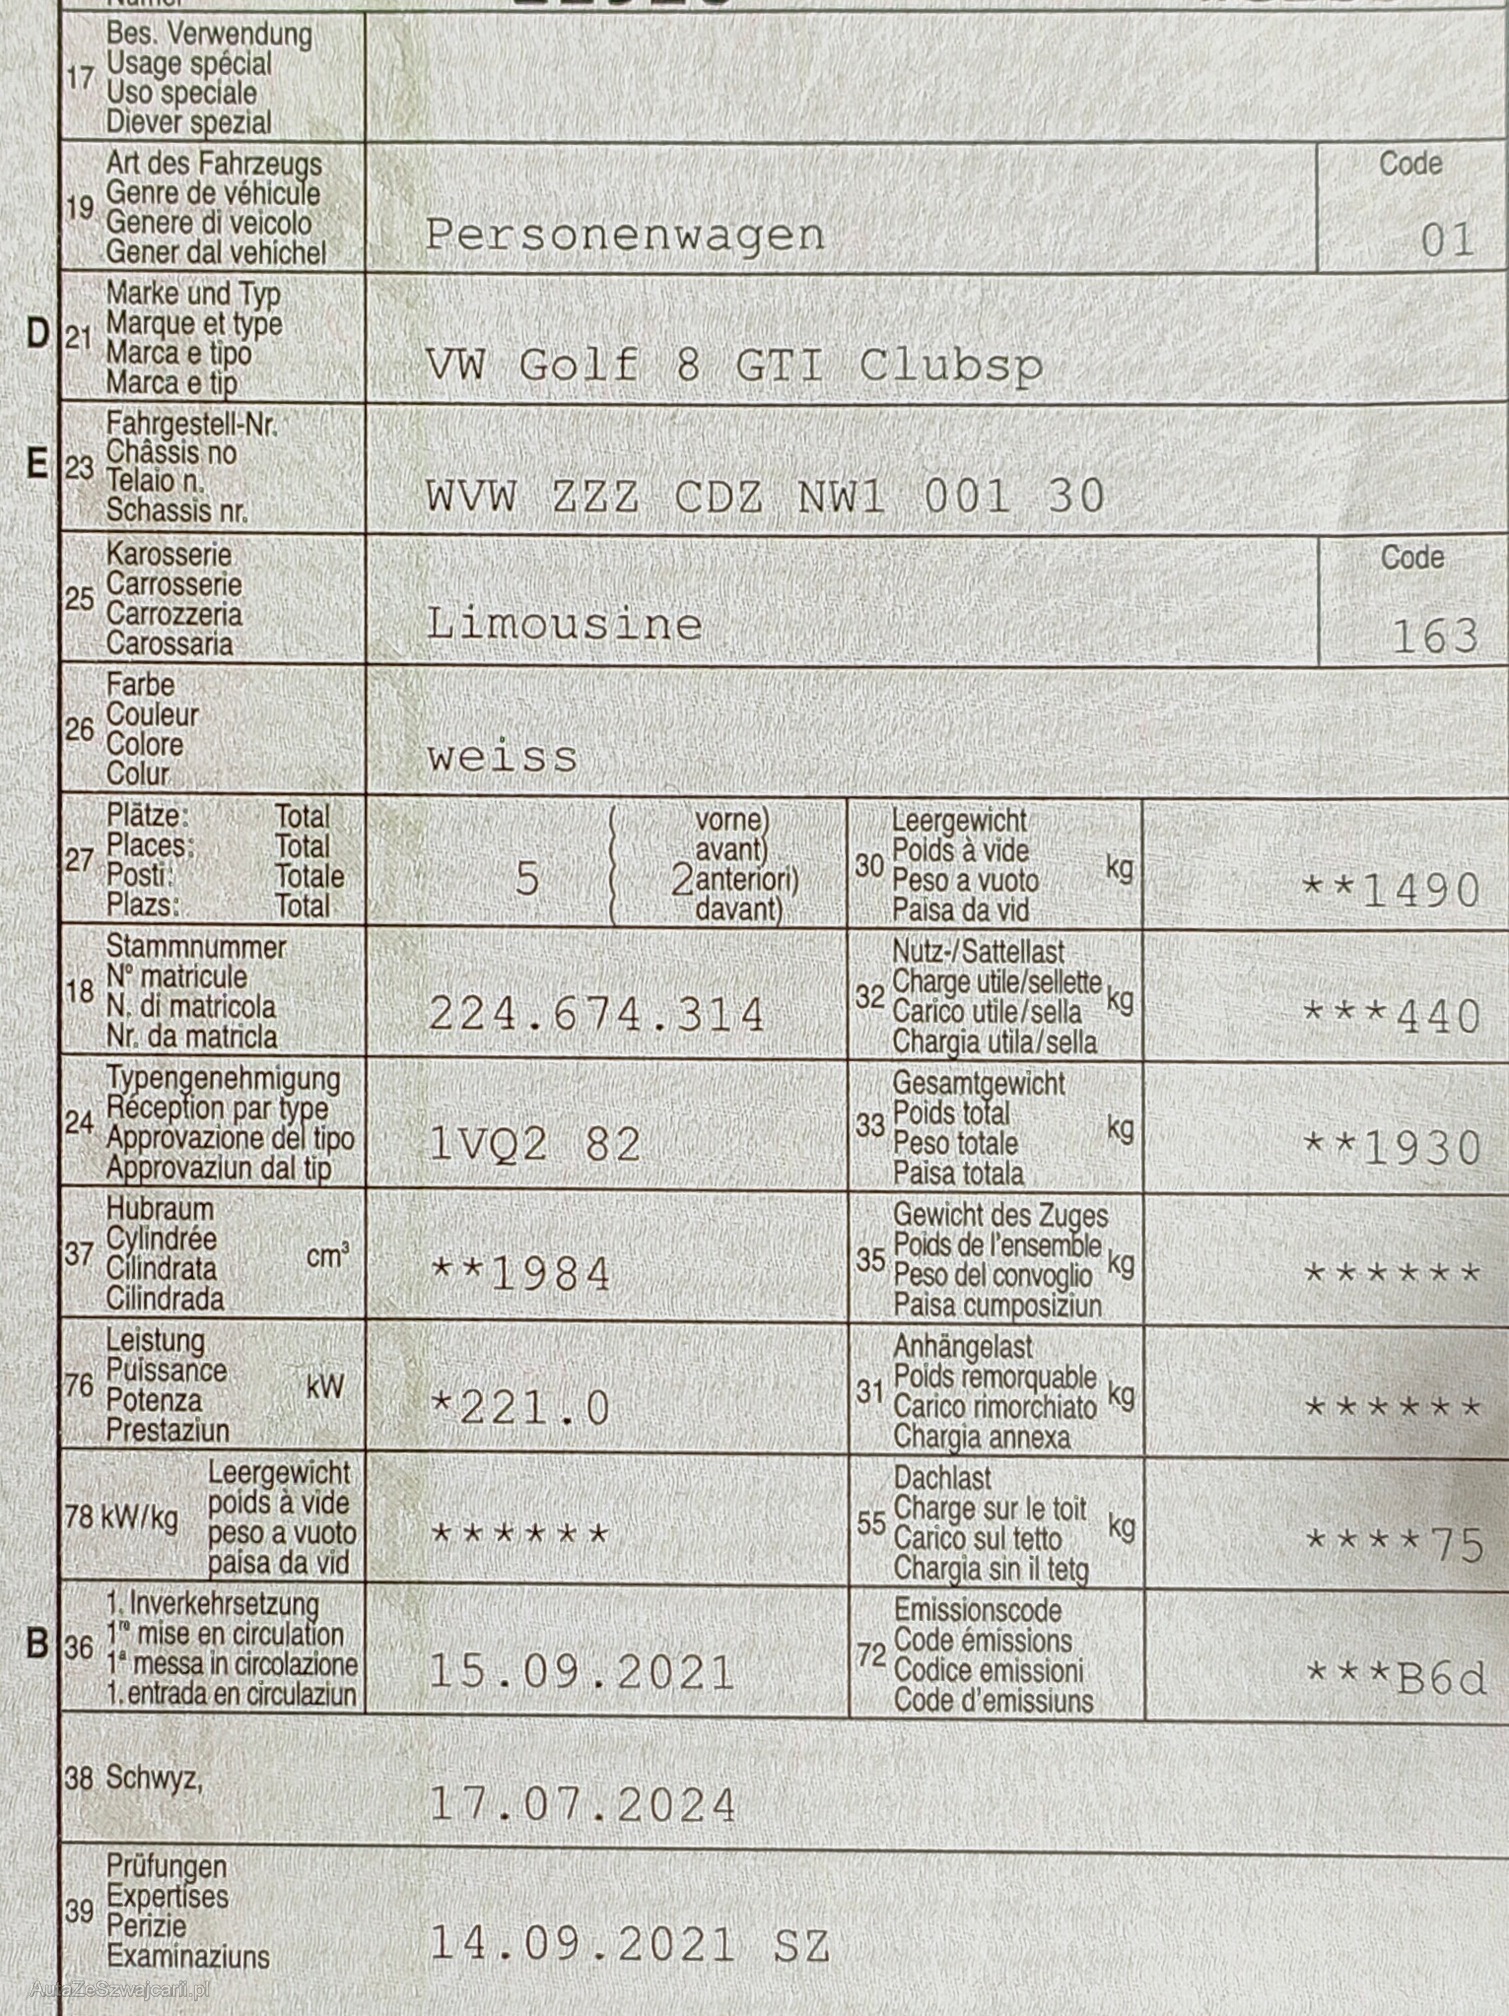 17 Bes. Verwendung
Usage spécial
Uso speciale
Diever spezial
19 Art des Fahrzeugs
Genre de véhicule
Genere di veicolo
Gener dal vehichel
Personenwagen
Code
01
D 21 Marke und Typ
Marque et type
Marca e tipo
Marca e tip
VW Golf 8 GTI Clubsp
E 23 Fahrgestell-Nr.
Châssis no
Telaio n.
Schassis nr.
WVW ZZZ CDZ NW1 001 30
25 Karosserie
Carrosserie
Carrozzeria
Carossaria
Limousine
Code
163
26 Farbe
Couleur
Colore
Colur
weiss
27 Plätze: Total
Places: Total
Posti: Totale
Plazs: Total
5
2
vorne)
avant)
anteriori)
davant)
30 Leergewicht
Poids à vide
Peso a vuoto
Paisa da vid
kg
**1490
18 Stammnummer
N° matricule
N. di matricola
Nr. da matricla
224.674.314
32 Nutz-/Sattellast
Charge utile/sellette
Carico utile/sella
Chargia utila/sella
kg
***440
24 Typengenehmigung
Réception par type
Approvazione del tipo
Approvaziun dal tip
1VQ2 82
33 Gesamtgewicht
Poids total
Peso totale
Paisa totala
kg
**1930
37 Hubraum
Cylindrée
Cilindrata
Cilindrada
cm³
**1984
35 Gewicht des Zuges
Poids de l'ensemble
Peso del convoglio
Paisa cumposiziun
kg
******
76 Leistung
Puissance
Potenza
Prestaziun
kW
*221.0
31 Anhängelast
Poids remorquable
Carico rimorchiato
Chargia annexa
kg
******
78 kW/kg
Leergewicht
poids à vide
peso a vuoto
paisa da vid
******
55 Dachlast
Charge sur le toit
Carico sul tetto
Chargia sin il tetg
kg
****75
B 36 1. Inverkehrsetzung
1re mise en circulation
1ª messa in circolazione
1. entrada en circulaziun
15.09.2021
72 Emissionscode
Code émissions
Codice emissioni
Code d'emissiuns
***B6d
38 Schwyz,
17.07.2024
39 Prüfungen
Expertises
Perizie
Examinaziuns
14.09.2021 SZ
AutaZeSzwajcarii.pl